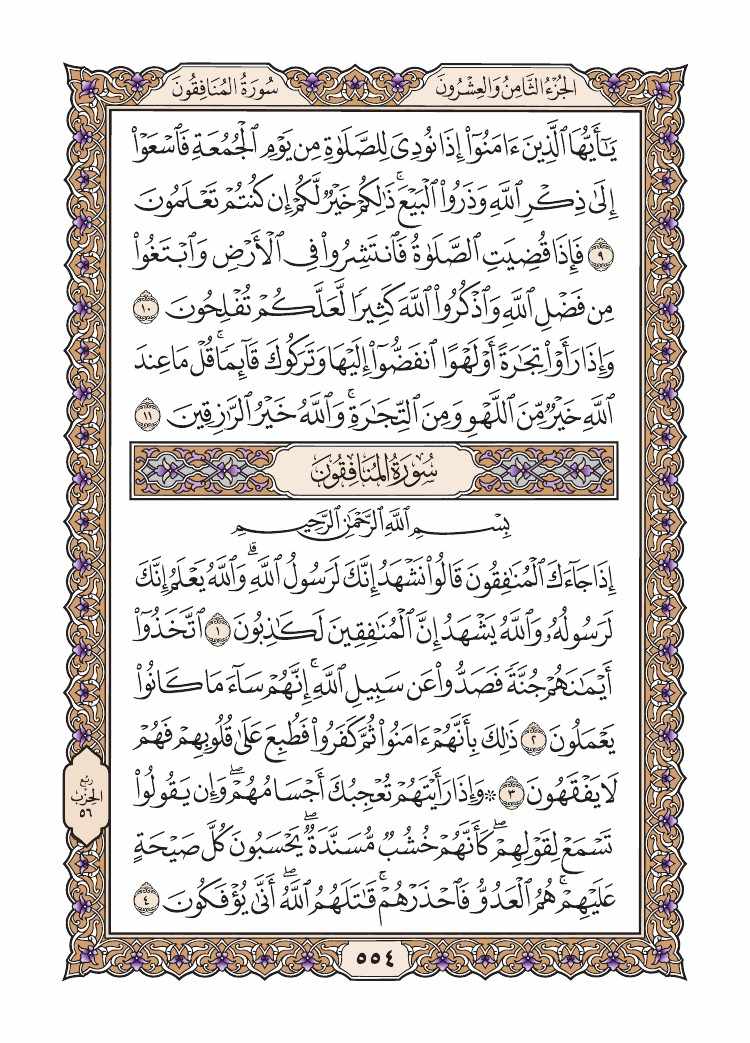 الجُزْءُ الثَّامِنُ وَالعِشْرُونَ
سُورَةُ المُنَافِقُونَ
يَٰٓأَيُّهَا ٱلَّذِينَ ءَامَنُوٓا۟ إِذَا نُودِىَ لِلصَّلَوٰةِ مِن يَوْمِ ٱلْجُمُعَةِ فَٱسْعَوْا۟
إِلَىٰ ذِكْرِ ٱللَّهِ وَذَرُوا۟ ٱلْبَيْعَ ۚ ذَٰلِكُمْ خَيْرٌ لَّكُمْ إِن كُنتُمْ تَعْلَمُونَ
٩ فَإِذَا قُضِيَتِ ٱلصَّلَوٰةُ فَٱنتَشِرُوا۟ فِى ٱلْأَرْضِ وَٱبْتَغُوا۟
مِن فَضْلِ ٱللَّهِ وَٱذْكُرُوا۟ ٱللَّهَ كَثِيرًا لَّعَلَّكُمْ تُفْلِحُونَ ١٠
وَإِذَا رَأَوْا۟ تِجَٰرَةً أَوْ لَهْوًا ٱنفَضُّوٓا۟ إِلَيْهَا وَتَرَكُوكَ قَآئِمًا ۚ قُلْ مَا عِندَ
ٱللَّهِ خَيْرٌ مِّنَ ٱللَّهْوِ وَمِنَ ٱلتِّجَٰرَةِ ۚ وَٱللَّهُ خَيْرُ ٱلرَّٰزِقِينَ ١١
سُورَةُ المُنَافِقُونَ
بِسْمِ ٱللَّهِ ٱلرَّحْمَٰنِ ٱلرَّحِيمِ
إِذَا جَآءَكَ ٱلْمُنَٰفِقُونَ قَالُوا۟ نَشْهَدُ إِنَّكَ لَرَسُولُ ٱللَّهِ ۗ وَٱللَّهُ يَعْلَمُ إِنَّكَ
لَرَسُولُهُۥ وَٱللَّهُ يَشْهَدُ إِنَّ ٱلْمُنَٰفِقِينَ لَكَٰذِبُونَ ١ ٱتَّخَذُوٓا۟
أَيْمَٰنَهُمْ جُنَّةً فَصَدُّوا۟ عَن سَبِيلِ ٱللَّهِ ۚ إِنَّهُمْ سَآءَ مَا كَانُوا۟
يَعْمَلُونَ ٢ ذَٰلِكَ بِأَنَّهُمْ ءَامَنُوا۟ ثُمَّ كَفَرُوا۟ فَطُبِعَ عَلَىٰ قُلُوبِهِمْ فَهُمْ
لَا يَفْقَهُونَ ٣ ۞ وَإِذَا رَأَيْتَهُمْ تُعْجِبُكَ أَجْسَامُهُمْ ۖ وَإِن يَقُولُوا۟
تَسْمَعْ لِقَوْلِهِمْ ۖ كَأَنَّهُمْ خُشُبٌ مُّسَنَّدَةٌ ۖ يَحْسَبُونَ كُلَّ صَيْحَةٍ
عَلَيْهِمْ ۚ هُمُ ٱلْعَدُوُّ فَٱحْذَرْهُمْ ۚ قَٰتَلَهُمُ ٱللَّهُ ۖ أَنَّىٰ يُؤْفَكُونَ ٤
رُبْع
الحِزْب
٥٦
٥٥٤